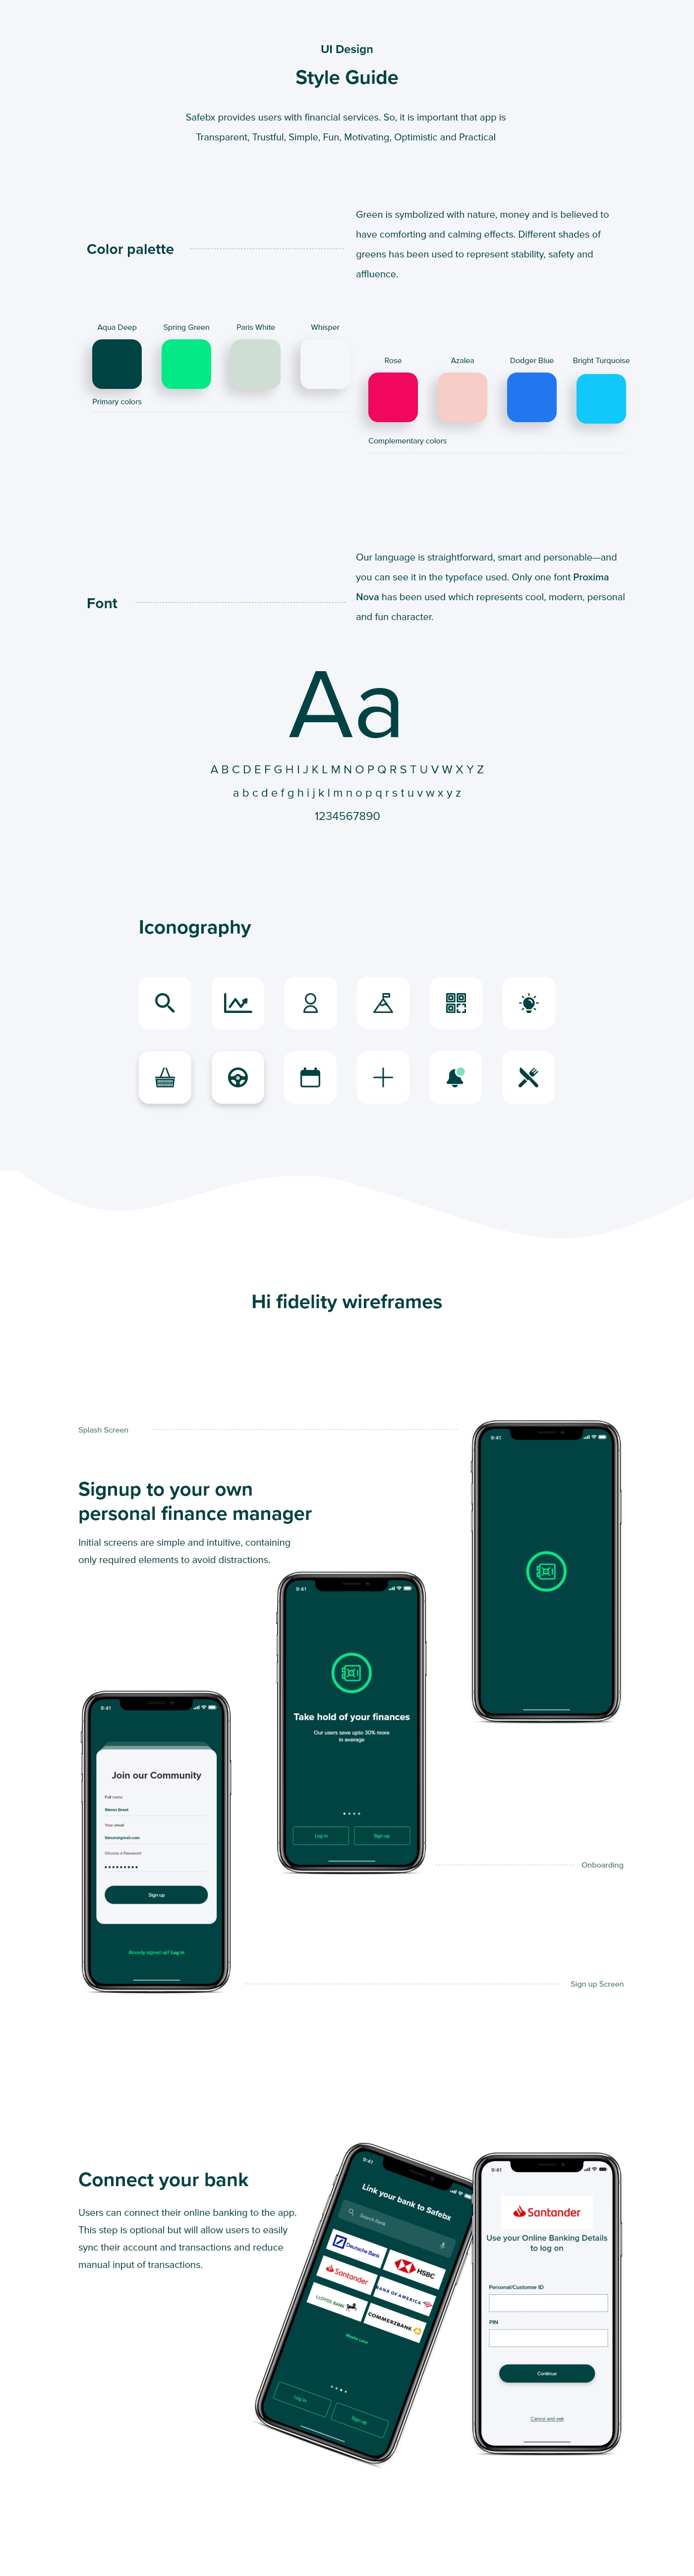 UI Design
Style Guide
Safebx provides users with financial services. So, it is important that app is
Transparent, Trustful, Simple, Fun, Motivating, Optimistic and Practical
Color palette
Green is symbolized with nature, money and is believed to
have comforting and calming effects. Different shades of
greens has been used to represent stability, safety and
affluence.
Aqua Deep
Spring Green
Paris White
Whisper
Primary colors
Rose
Azalea
Dodger Blue
Bright Turquoise
Complementary colors
Font
Our language is straightforward, smart and personable—and
you can see it in the typeface used. Only one font Proxima
Nova has been used which represents cool, modern, personal
and fun character.
Aa
A B C D E F G H I J K L M N O P Q R S T U V W X Y Z
a b c d e f g h i j k l m n o p q r s t u v w x y z
1234567890
Iconography
Hi fidelity wireframes
Splash Screen
9:41
Signup to your own
personal finance manager
Initial screens are simple and intuitive, containing
only required elements to avoid distractions.
9:41
Take hold of your finances
Our users save upto 30% more
in average
Log in
Sign up
Onboarding
9:41
Join our Community
Full name
Simon Great
Your email
Simon@gmail.com
Choose a Password
Sign up
Already signed up? Log in
Sign up Screen
Connect your bank
Users can connect their online banking to the app.
This step is optional but will allow users to easily
sync their account and transactions and reduce
manual input of transactions.
9:41
Link your bank to Safebx
Search Bank
Deutsche Bank
HSBC
Santander
BANK OF AMERICA
LLOYDS BANK
COMMERZBANK
Maybe Later
Log in
Sign up
9:41
Santander
Use your Online Banking Details
to log on
Personal/Customer ID
PIN
Continue
Cancel and exit